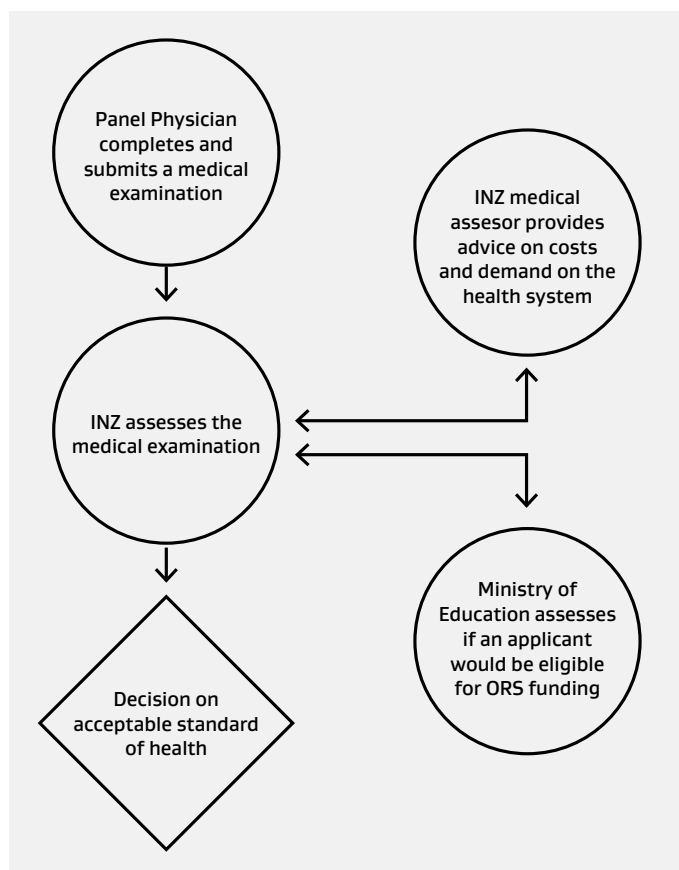 Panel Physician
completes and
submits a medical
examination
INZ medical
assesor provides
advice on costs
and demand on the
health system
INZ assesses the
medical examination
Ministry of
Education assesses
if an applicant
would be eligible
for ORS funding
Decision on
acceptable standard
of health